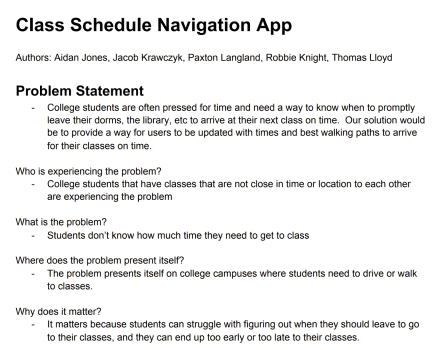 Class Schedule Navigation App
Authors: Aidan Jones, Jacob Krawczyk, Paxton Langland, Robbie Knight, Thomas Lloyd
Problem Statement
- College students are often pressed for time and need a way to know when to promptly
leave their dorms, the library, etc to arrive at their next class on time. Our solution would
be to provide a way for users to be updated with times and best walking paths to arrive
for their classes on time.
Who is experiencing the problem?
- College students that have classes that are not close in time or location to each other
are experiencing the problem
What is the problem?
- Students don't know how much time they need to get to class
Where does the problem present itself?
- The problem presents itself on college campuses where students need to drive or walk
to classes.
Why does it matter?
- It matters because students can struggle with figuring out when they should leave to go
to their classes, and they can end up too early or too late to their classes.